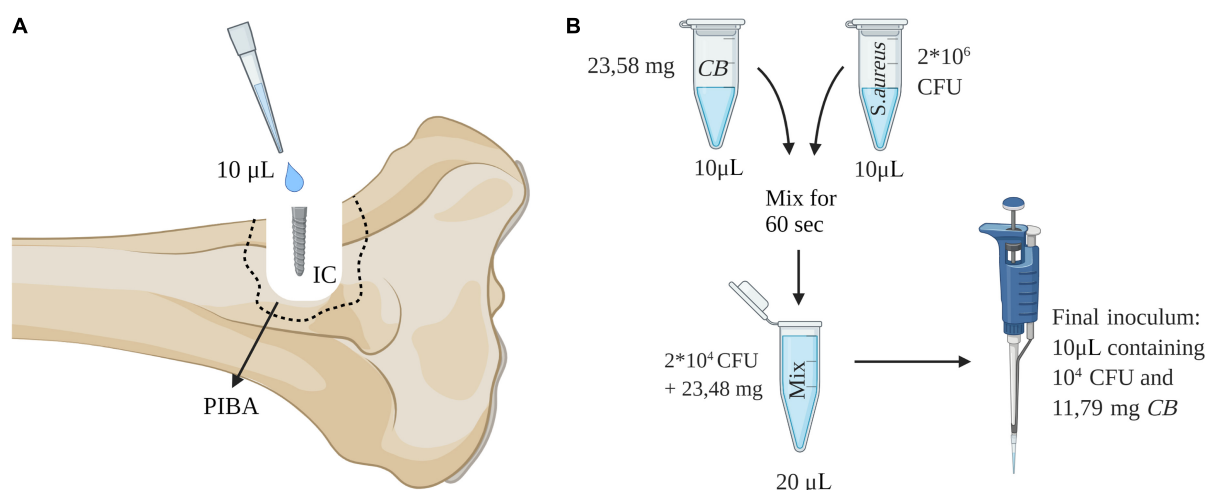 A
10 μL
IC
PIBA
B
23,58 mg
CB
10μL
S.aureus
2*10⁶
CFU
10μL
Mix for
60 sec
2*10⁴ CFU
+ 23,48 mg
Mix
20 μL
Final inoculum:
10μL containing
10⁴ CFU and
11,79 mg CB